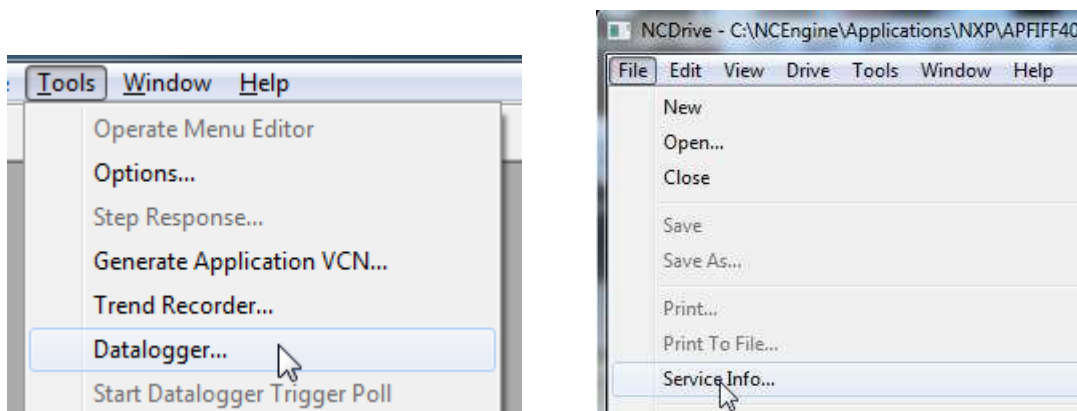 Tools Window Help
Operate Menu Editor
Options...
Step Response...
Generate Application VCN...
Trend Recorder...
Datalogger...
Start Datalogger Trigger Poll
NCDrive - C:\NCEngine\Applications\NXP\APFIFF40
File Edit View Drive Tools Window Help
New
Open...
Close
Save
Save As...
Print...
Print To File...
Service Info...